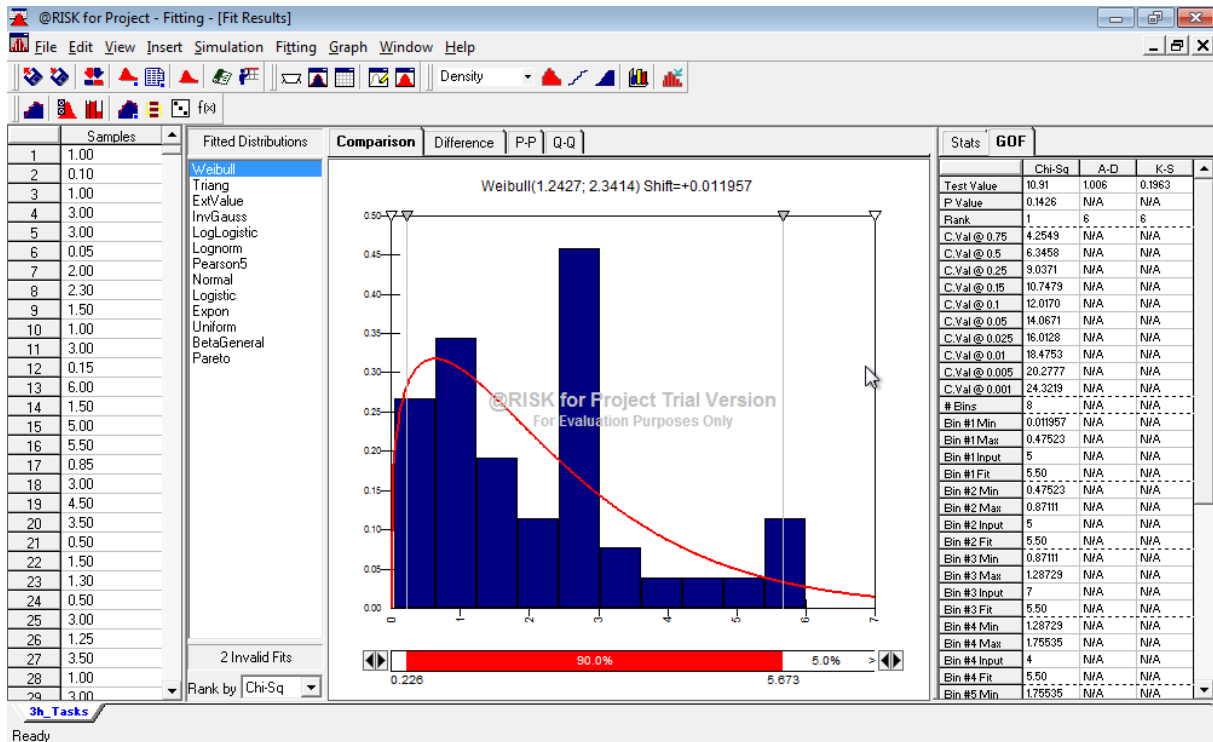 @RISK for Project - Fitting - [Fit Results]
File Edit View Insert Simulation Fitting Graph Window Help
Density
f(x)
Samples
1 1.00
2 0.10
3 1.00
4 3.00
5 3.00
6 0.05
7 2.00
8 2.30
9 1.50
10 1.00
11 3.00
12 0.15
13 6.00
14 1.50
15 5.00
16 5.50
17 0.85
18 3.00
19 4.50
20 3.50
21 0.50
22 1.50
23 1.30
24 0.50
25 3.00
26 1.25
27 3.50
28 1.00
29 3.00
Fitted Distributions
Weibull
Triang
ExtValue
InvGauss
LogLogistic
Lognorm
Pearson5
Normal
Logistic
Expon
Uniform
BetaGeneral
Pareto
2 Invalid Fits
Rank by Chi-Sq
Comparison Difference P-P Q-Q
Weibull(1.2427; 2.3414) Shift=+0.011957
0.50
0.45
0.40
0.35
0.30
0.25
0.20
0.15
0.10
0.05
0.00
0 1 2 3 4 5 6 7
@RISK for Project Trial Version
For Evaluation Purposes Only
90.0% 5.0% >
0.226 5.673
Stats GOF
Chi-Sq A-D K-S
Test Value 10.91 1.006 0.1963
P Value 0.1426 N/A N/A
Rank 1 6 6
C.Val @ 0.75 4.2549 N/A N/A
C.Val @ 0.5 6.3458 N/A N/A
C.Val @ 0.25 9.0371 N/A N/A
C.Val @ 0.15 10.7479 N/A N/A
C.Val @ 0.1 12.0170 N/A N/A
C.Val @ 0.05 14.0671 N/A N/A
C.Val @ 0.025 16.0128 N/A N/A
C.Val @ 0.01 18.4753 N/A N/A
C.Val @ 0.005 20.2777 N/A N/A
C.Val @ 0.001 24.3219 N/A N/A
# Bins 8 N/A N/A
Bin #1 Min 0.011957 N/A N/A
Bin #1 Max 0.47523 N/A N/A
Bin #1 Input 5 N/A N/A
Bin #1 Fit 5.50 N/A N/A
Bin #2 Min 0.47523 N/A N/A
Bin #2 Max 0.87111 N/A N/A
Bin #2 Input 5 N/A N/A
Bin #2 Fit 5.50 N/A N/A
Bin #3 Min 0.87111 N/A N/A
Bin #3 Max 1.28729 N/A N/A
Bin #3 Input 7 N/A N/A
Bin #3 Fit 5.50 N/A N/A
Bin #4 Min 1.28729 N/A N/A
Bin #4 Max 1.75535 N/A N/A
Bin #4 Input 4 N/A N/A
Bin #4 Fit 5.50 N/A N/A
Bin #5 Min 1.75535 N/A N/A
3h_Tasks
Ready